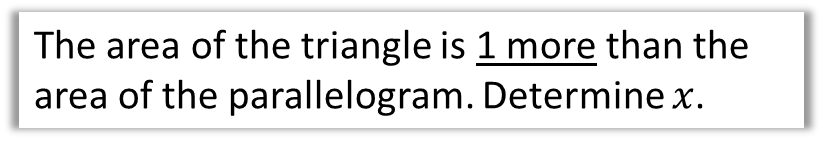 The area of the triangle is 1 more than the
area of the parallelogram. Determine x.